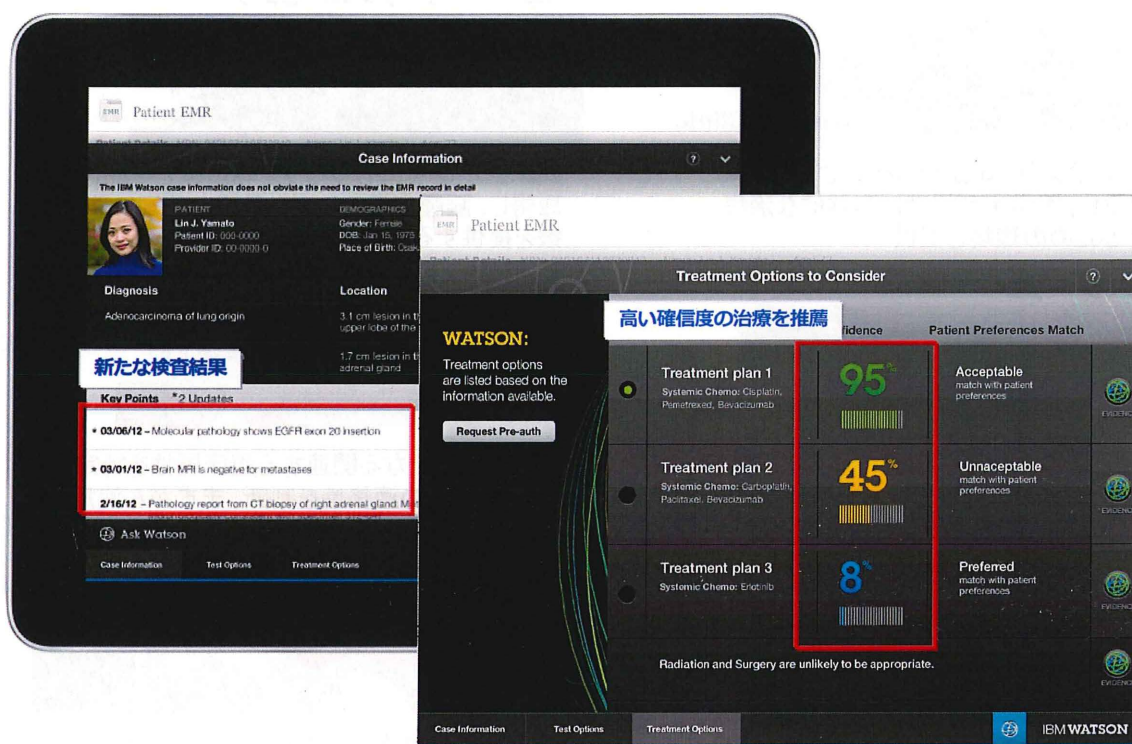 EMR
Patient EMR
Case Information
?
The IBM Watson case information does not obviate the need to review the EMR record in detail
PATIENT
Lin J. Yamato
Patient ID: 000-0000
Provider ID: 00-0000-0
DEMOGRAPHICS
Gender: Female
DOB: Jan 15, 1975
Place of Birth:
Diagnosis
Adenocarcinoma of lung origin
Location
3.1 cm lesion in
upper lobe of the
1.7 cm lesion in
adrenal gland
新たな検査結果
Key Points *2 Updates
* 03/06/12 – Molecular pathology shows EGFR exon 20 insertion
* 03/01/12 – Brain MRI is negative for metastases
2/16/12 – Pathology report from CT biopsy of right adrenal gland:
Ask Watson
Case Information Test Options Treatment Options
EMR
Patient EMR
Treatment Options to Consider
?
WATSON:
Treatment options
are listed based on the
information available.
Request Pre-auth
高い確信度の治療を推薦
Patient Preferences Match
Treatment plan 1
Systemic Chemo: Cisplatin,
Pemetrexed, Bevacizumab
95%
Acceptable
match with patient
preferences
Treatment plan 2
Systemic Chemo: Carboplatin,
Paclitaxel, Bevacizumab
45%
Unnaceptable
match with patient
preferences
Treatment plan 3
Systemic Chemo: Erlotinib
8%
Preferred
match with patient
preferences
Radiation and Surgery are unlikely to be appropriate.
Case Information Test Options Treatment Options
IBM WATSON